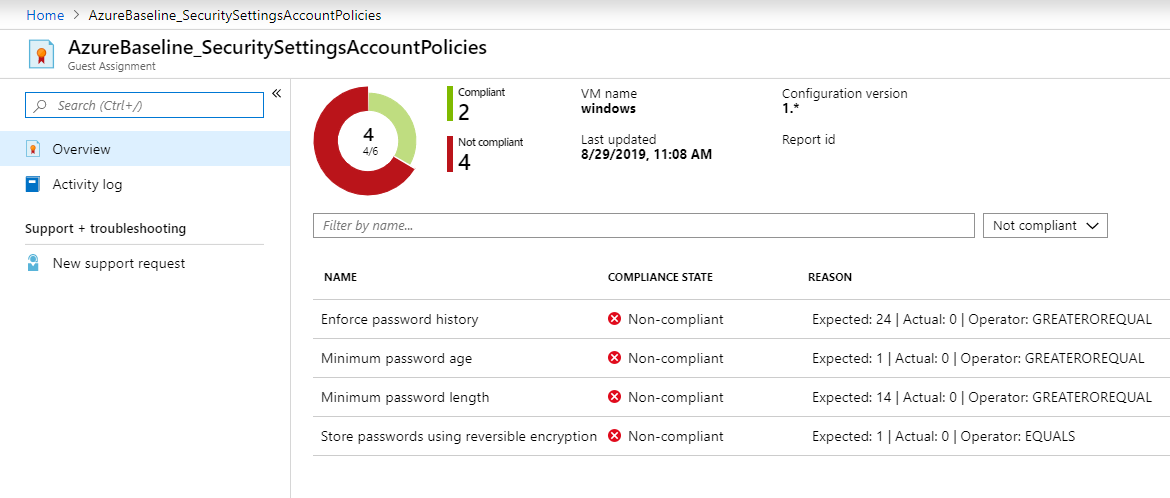 Home > AzureBaseline_SecuritySettingsAccountPolicies
AzureBaseline_SecuritySettingsAccountPolicies
Guest Assignment
Search (Ctrl+/)
«
Overview
Activity log
Support + troubleshooting
New support request
4
4/6
Compliant
2
Not compliant
4
VM name
windows
Last updated
8/29/2019, 11:08 AM
Configuration version
1.*
Report id
Filter by name...
Not compliant
NAME COMPLIANCE STATE REASON
Enforce password history Non-compliant Expected: 24 | Actual: 0 | Operator: GREATEROREQUAL
Minimum password age Non-compliant Expected: 1 | Actual: 0 | Operator: GREATEROREQUAL
Minimum password length Non-compliant Expected: 14 | Actual: 0 | Operator: GREATEROREQUAL
Store passwords using reversible encryption Non-compliant Expected: 1 | Actual: 0 | Operator: EQUALS